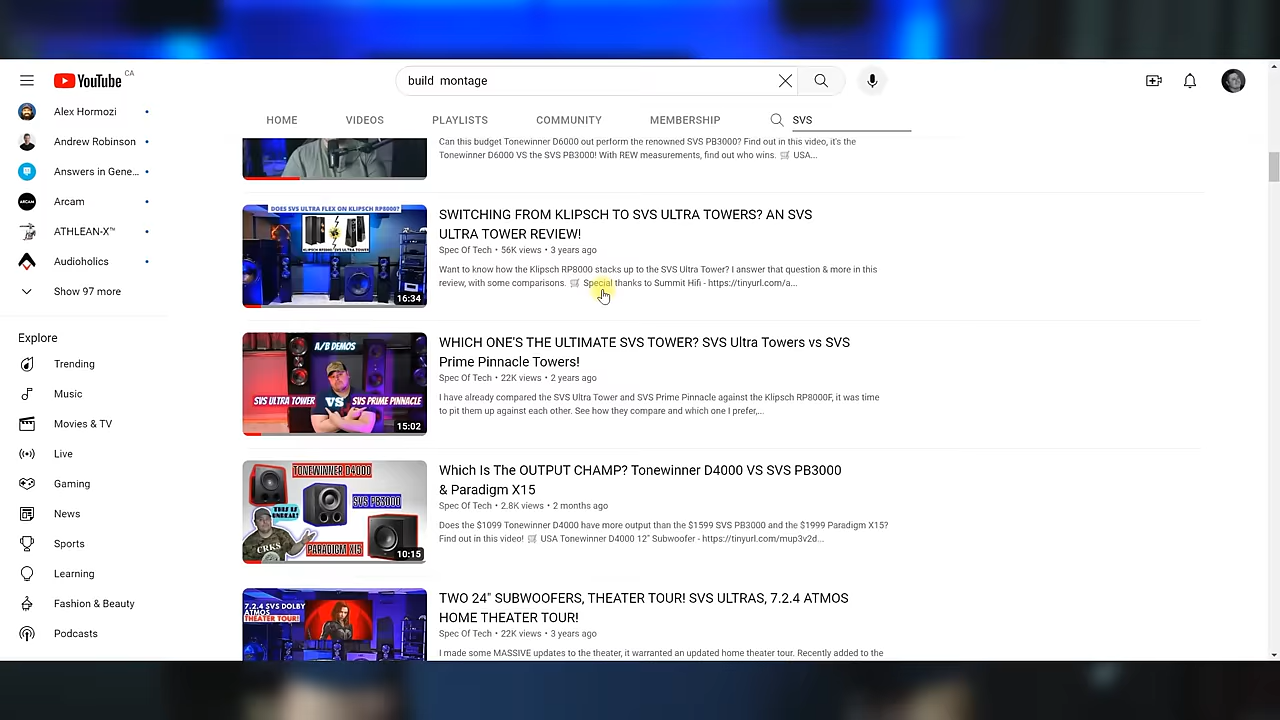 YouTube CA
build  montage
Alex Hormozi
Andrew Robinson
Answers in Gene...
ARCAM
Arcam
ATHLEAN-X™
Audioholics
Show 97 more
Explore
Trending
Music
Movies & TV
Live
Gaming
News
Sports
Learning
Fashion & Beauty
Podcasts
HOME
VIDEOS
PLAYLISTS
COMMUNITY
MEMBERSHIP
SVS
Can this budget Tonewinner D6000 out perform the renowned SVS PB3000? Find out in this video, it's the
Tonewinner D6000 VS the SVS PB3000! With REW measurements, find out who wins. 🛒 USA...
DOES SVS ULTRA FLEX ON KLIPSCH RP8000?
KLIPSCH RP8000
SVS ULTRA TOWER
16:34
SWITCHING FROM KLIPSCH TO SVS ULTRA TOWERS? AN SVS
ULTRA TOWER REVIEW!
Spec Of Tech • 56K views • 3 years ago
Want to know how the Klipsch RP8000 stacks up to the SVS Ultra Tower? I answer that question & more in this
review, with some comparisons. 🛒 Special thanks to Summit Hifi - https://tinyurl.com/a...
A/B DEMOS
SVS ULTRA TOWER
VS
SVS PRIME PINNACLE
15:02
WHICH ONE'S THE ULTIMATE SVS TOWER? SVS Ultra Towers vs SVS
Prime Pinnacle Towers!
Spec Of Tech • 22K views • 2 years ago
I have already compared the SVS Ultra Tower and SVS Prime Pinnacle against the Klipsch RP8000F, it was time
to pit them up against each other. See how they compare and which one I prefer,...
TONEWINNER D4000
SVS PB3000
THIS IS
UNREAL!
CRKS
PARADIGM X15
10:15
Which Is The OUTPUT CHAMP? Tonewinner D4000 VS SVS PB3000
& Paradigm X15
Spec Of Tech • 2.8K views • 2 months ago
Does the $1099 Tonewinner D4000 have more output than the $1599 SVS PB3000 and the $1999 Paradigm X15?
Find out in this video! 🛒 USA Tonewinner D4000 12" Subwoofer - https://tinyurl.com/mup3v2d...
7.2.4 SVS DOLBY
ATMOS
THEATER TOUR!
TWO 24" SUBWOOFERS, THEATER TOUR! SVS ULTRAS, 7.2.4 ATMOS
HOME THEATER TOUR!
Spec Of Tech • 22K views • 3 years ago
I made some MASSIVE updates to the theater, it warranted an updated home theater tour. Recently added to the